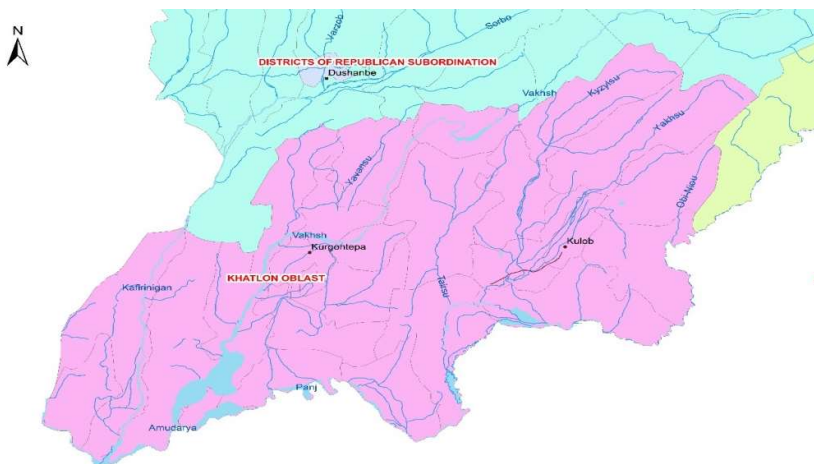 N
Varzob
Sorbo
DISTRICTS OF REPUBLICAN SUBORDINATION
Dushanbe
Vakhsh
Kyzylsu
Yakhsu
Yavansu
Obi-Niou
Vakhsh
Kurgontepa
Kulob
KHATLON OBLAST
Kafirinigan
Tairsu
Panj
Amudarya